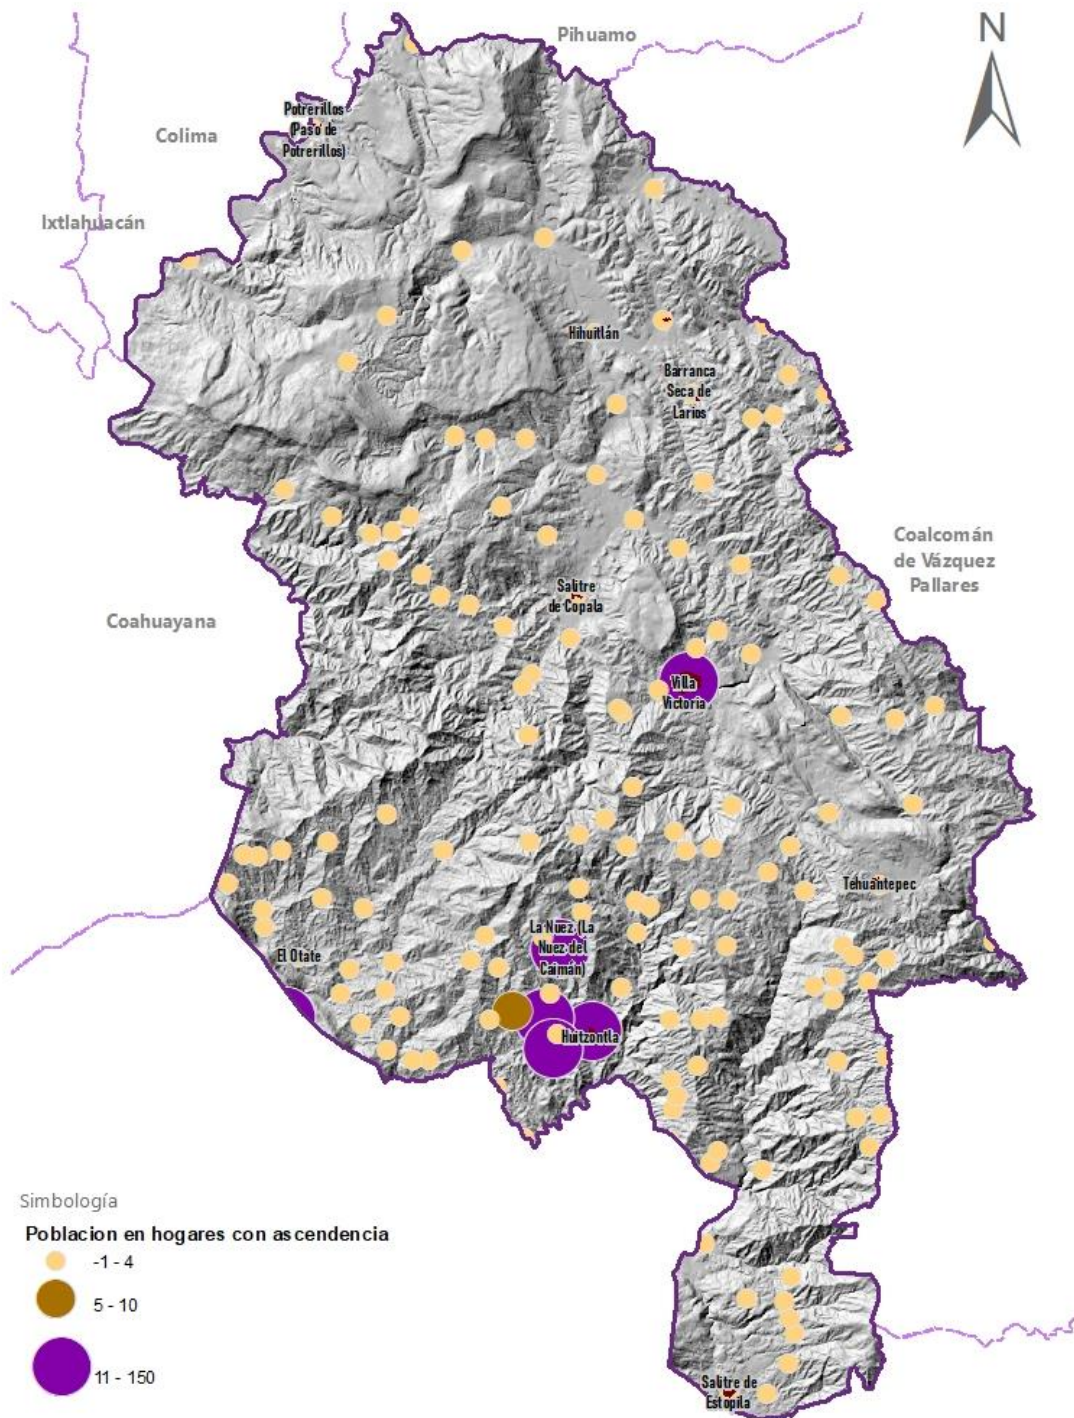 N
Pihuamo
Potrerillos
(Paso de
Potrerillos)
Colima
Ixtlahuacán
Hihuitlán
Barranca
Seca de
Larios
Coalcomán
de Vázquez
Pallares
Salitre
de Copala
Coahuayana
Villa
Victoria
Tehuantepec
La Nuez (La
Nuez del
Caimán)
El Otate
Huitzontla
Simbología
Poblacion en hogares con ascendencia
-1 - 4
5 - 10
11 - 150
Salitre de
Estopila